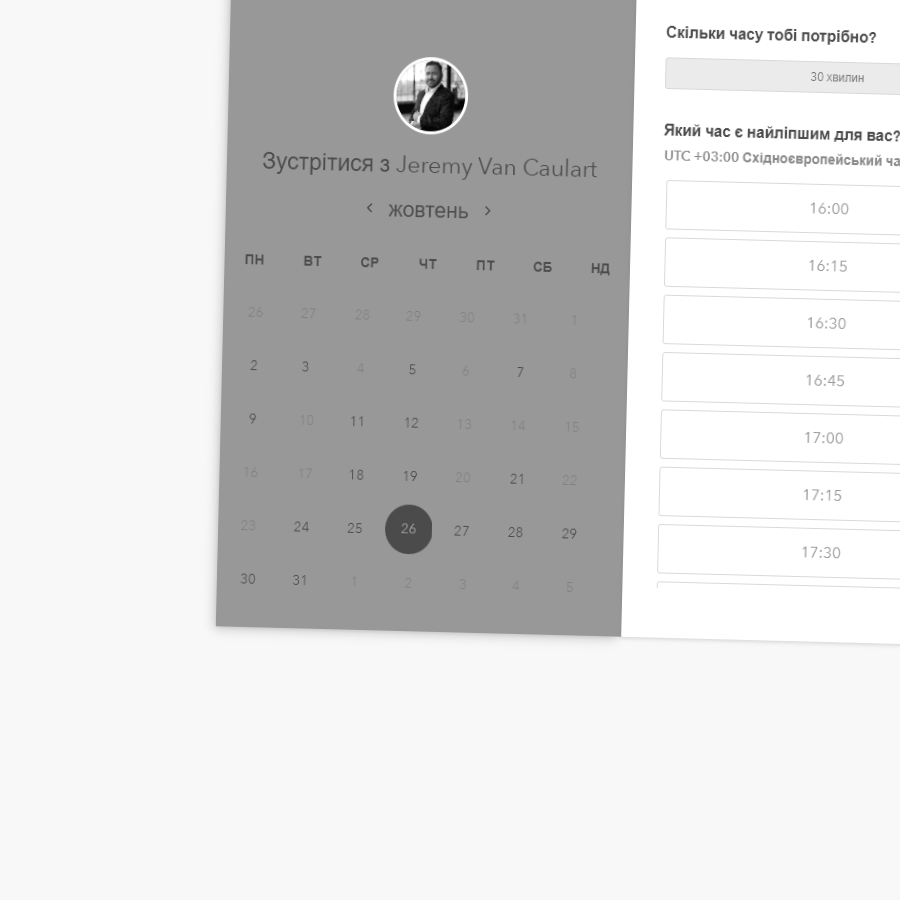 Зустрітися з Jeremy Van Caulart
жовтень
ПН ВТ СР ЧТ ПТ СБ НД
26 27 28 29 30 31 1
2 3 4 5 6 7 8
9 10 11 12 13 14 15
16 17 18 19 20 21 22
23 24 25 26 27 28 29
30 31 1 2 3 4 5
Скільки часу тобі потрібно?
30 хвилин
Який час є найліпшим для вас?
UTC +03:00 Східноєвропейський ча
16:00
16:15
16:30
16:45
17:00
17:15
17:30